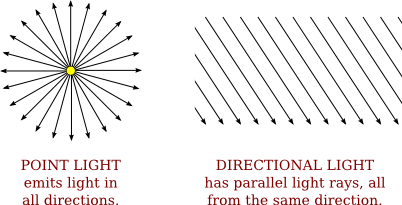 POINT LIGHT
emits light in
all directions.
DIRECTIONAL LIGHT
has parallel light rays, all
from the same direction.